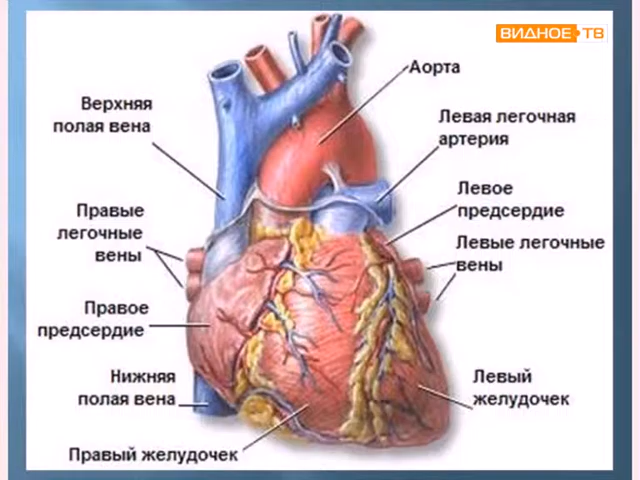 ВИДНОЕ ТВ
Аорта
Верхняя
полая вена
Левая легочная
артерия
Левое
предсердие
Правые
легочные
вены
Левые легочные
вены
Правое
предсердие
Нижняя
полая вена
Левый
желудочек
Правый желудочек